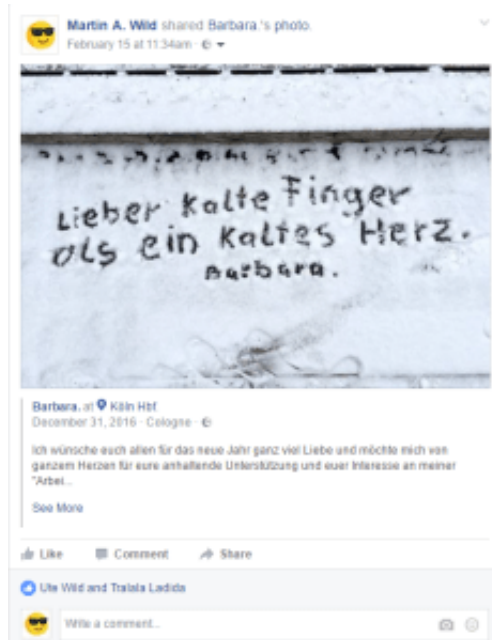 Martin A. Wild shared Barbara.'s photo.
February 15 at 11:34am
Lieber Kalte Finger
als ein Kaltes Herz.
Barbara.
Barbara. at Köln Hbf
December 31, 2016 · Cologne ·
Ich wünsche euch allen für das neue Jahr ganz viel Liebe und möchte mich von
ganzem Herzen für eure anhaltende Unterstützung und euer Interesse an meiner
"Arbei...
See More
Like Comment Share
Ute Wild and Tralala Ladida
Write a comment...